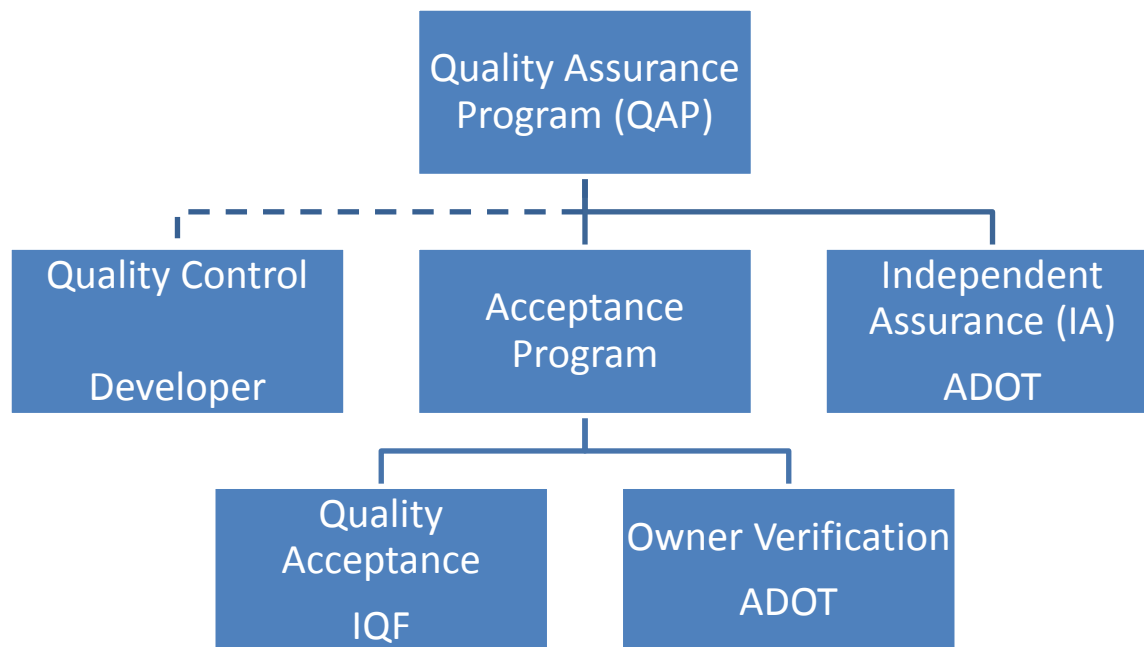 Quality Assurance
Program (QAP)
Quality Control
Developer
Acceptance
Program
Independent
Assurance (IA)
ADOT
Quality
Acceptance
IQF
Owner Verification
ADOT